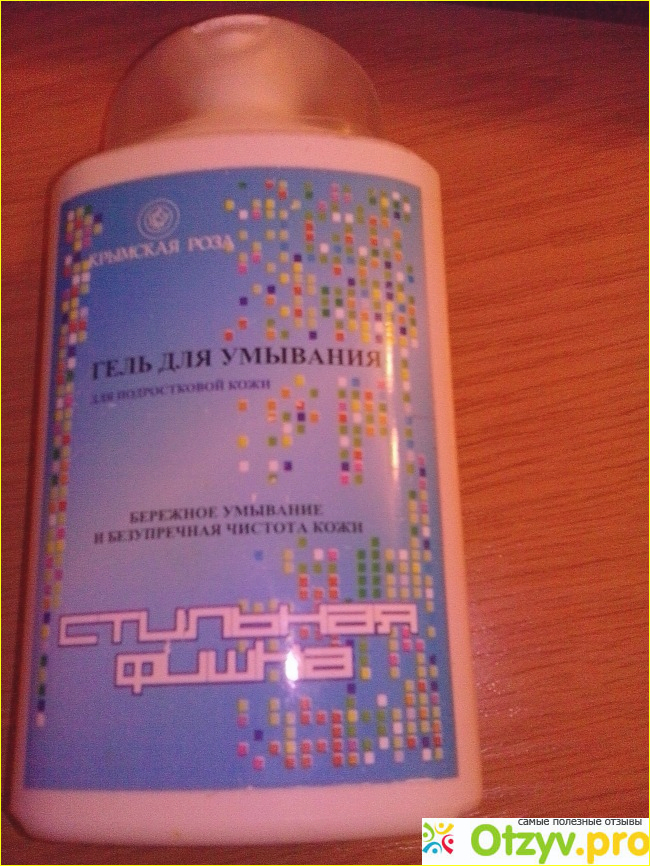 КРЫМСКАЯ РОЗА
ГЕЛЬ ДЛЯ УМЫВАНИЯ
ДЛЯ ПОДРОСТКОВОЙ КОЖИ
БЕРЕЖНОЕ УМЫВАНИЕ
И БЕЗУПРЕЧНАЯ ЧИСТОТА КОЖИ
СТИЛЬНАЯ
ФИШКА
самые полезные отзывы
Otzyv.pro